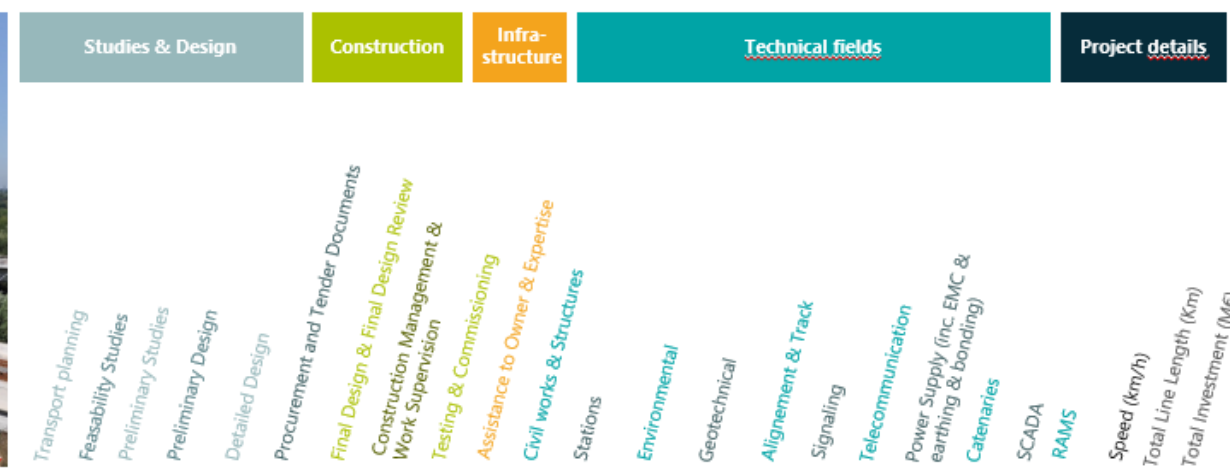 Studies & Design
Construction
Infra-
structure
Technical fields
Project details
Transport planning
Feasability Studies
Preliminary Studies
Preliminary Design
Detailed Design
Procurement and Tender Documents
Final Design & Final Design Review
Construction Management &
Work Supervision
Testing & Commissioning
Assistance to Owner & Expertise
Civil works & Structures
Stations
Environmental
Geotechnical
Alignement & Track
Signaling
Telecommunication
Power Supply (inc. EMC &
earthing & bonding)
Catenaries
SCADA
RAMS
Speed (km/h)
Total Line Length (Km)
Total Investment (M€)